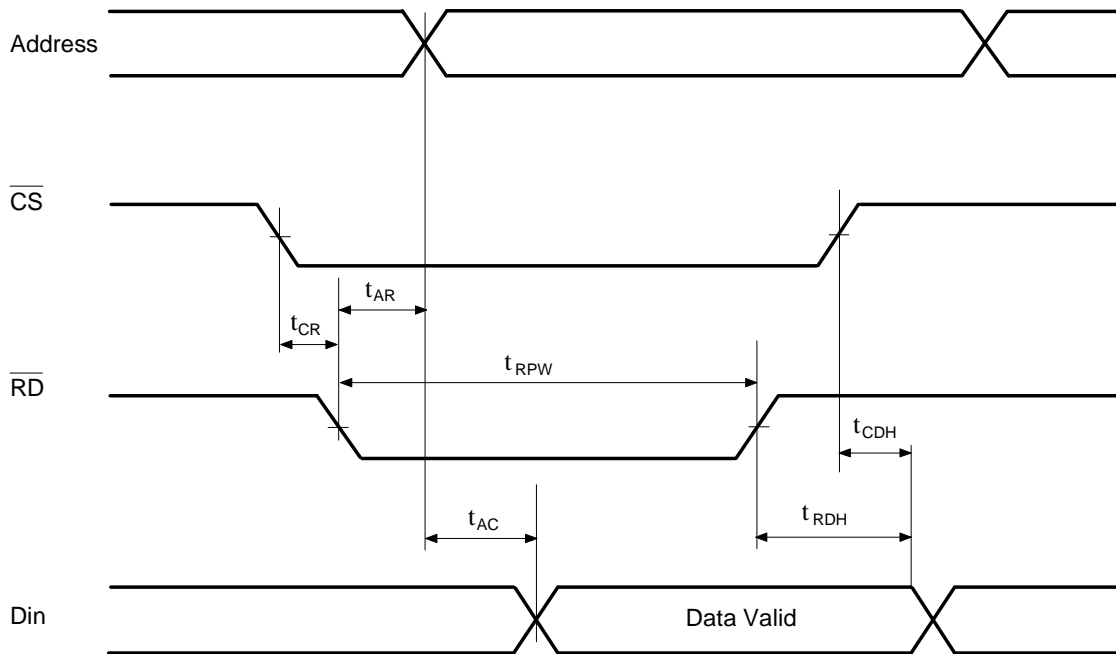 Address
CS
tAR
tCR
RD
tRPW
tCDH
tAC
tRDH
Din
Data Valid